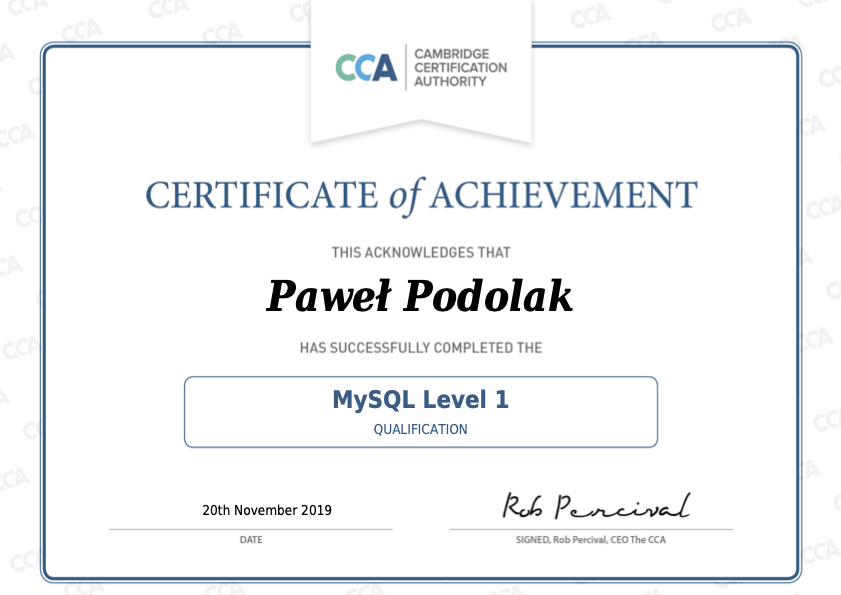 CCA
CAMBRIDGE
CERTIFICATION
AUTHORITY
CERTIFICATE of ACHIEVEMENT
THIS ACKNOWLEDGES THAT
Paweł Podolak
HAS SUCCESSFULLY COMPLETED THE
MySQL Level 1
QUALIFICATION
20th November 2019
DATE
Rob Percival
SIGNED, Rob Percival, CEO The CCA